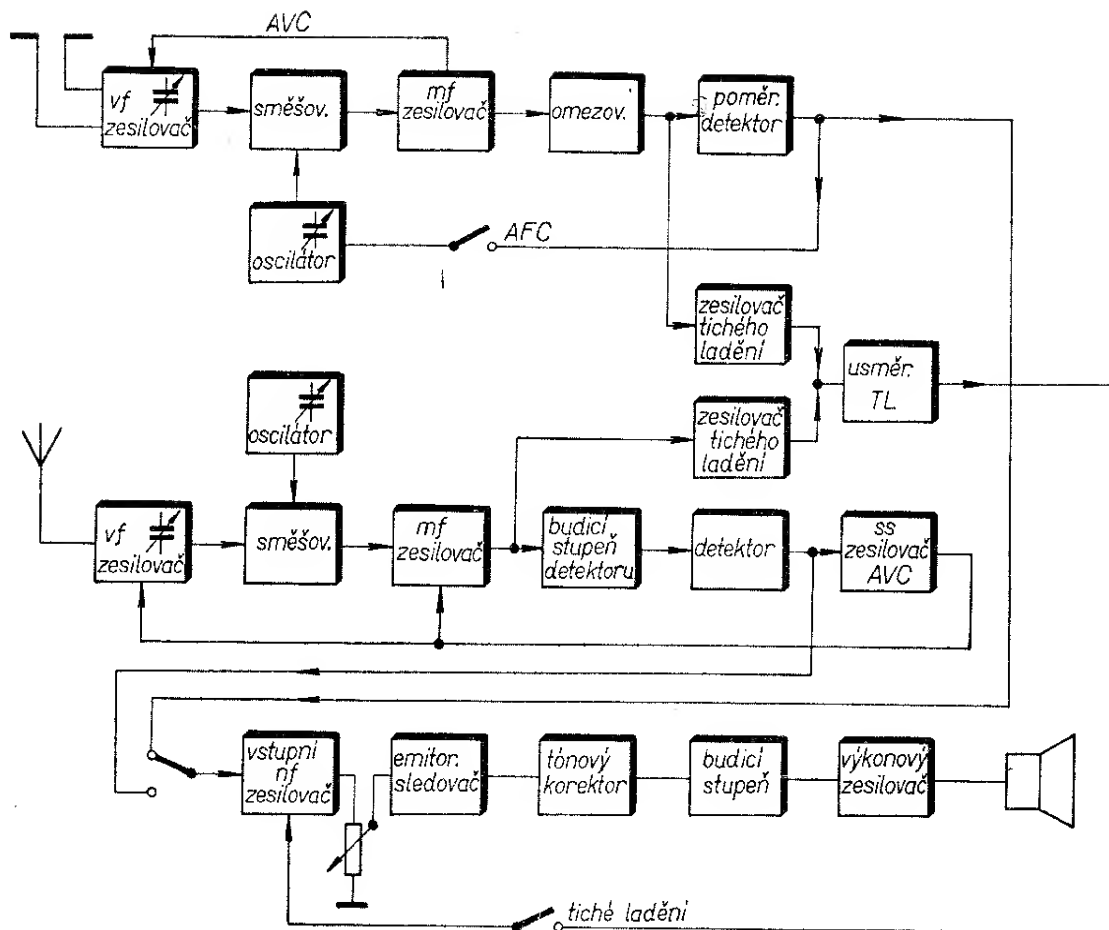 AVC
vf
zesilovač
směšov.
mf
zesilovač
omezov.
poměr.
detektor
oscilátor
AFC
zesilovač
tichého
ladění
usměr.
TL
oscilátor
zesilovač
tichého
ladění
vf
zesilovač
směšov.
mf
zesilovač
budicí
stupeň
detektoru
detektor
ss
zesilovač
AVC
vstupní
nf
zesilovač
emitor.
sledovač
tónový
korektor
budicí
stupeň
výkonový
zesilovač
tiché ladění